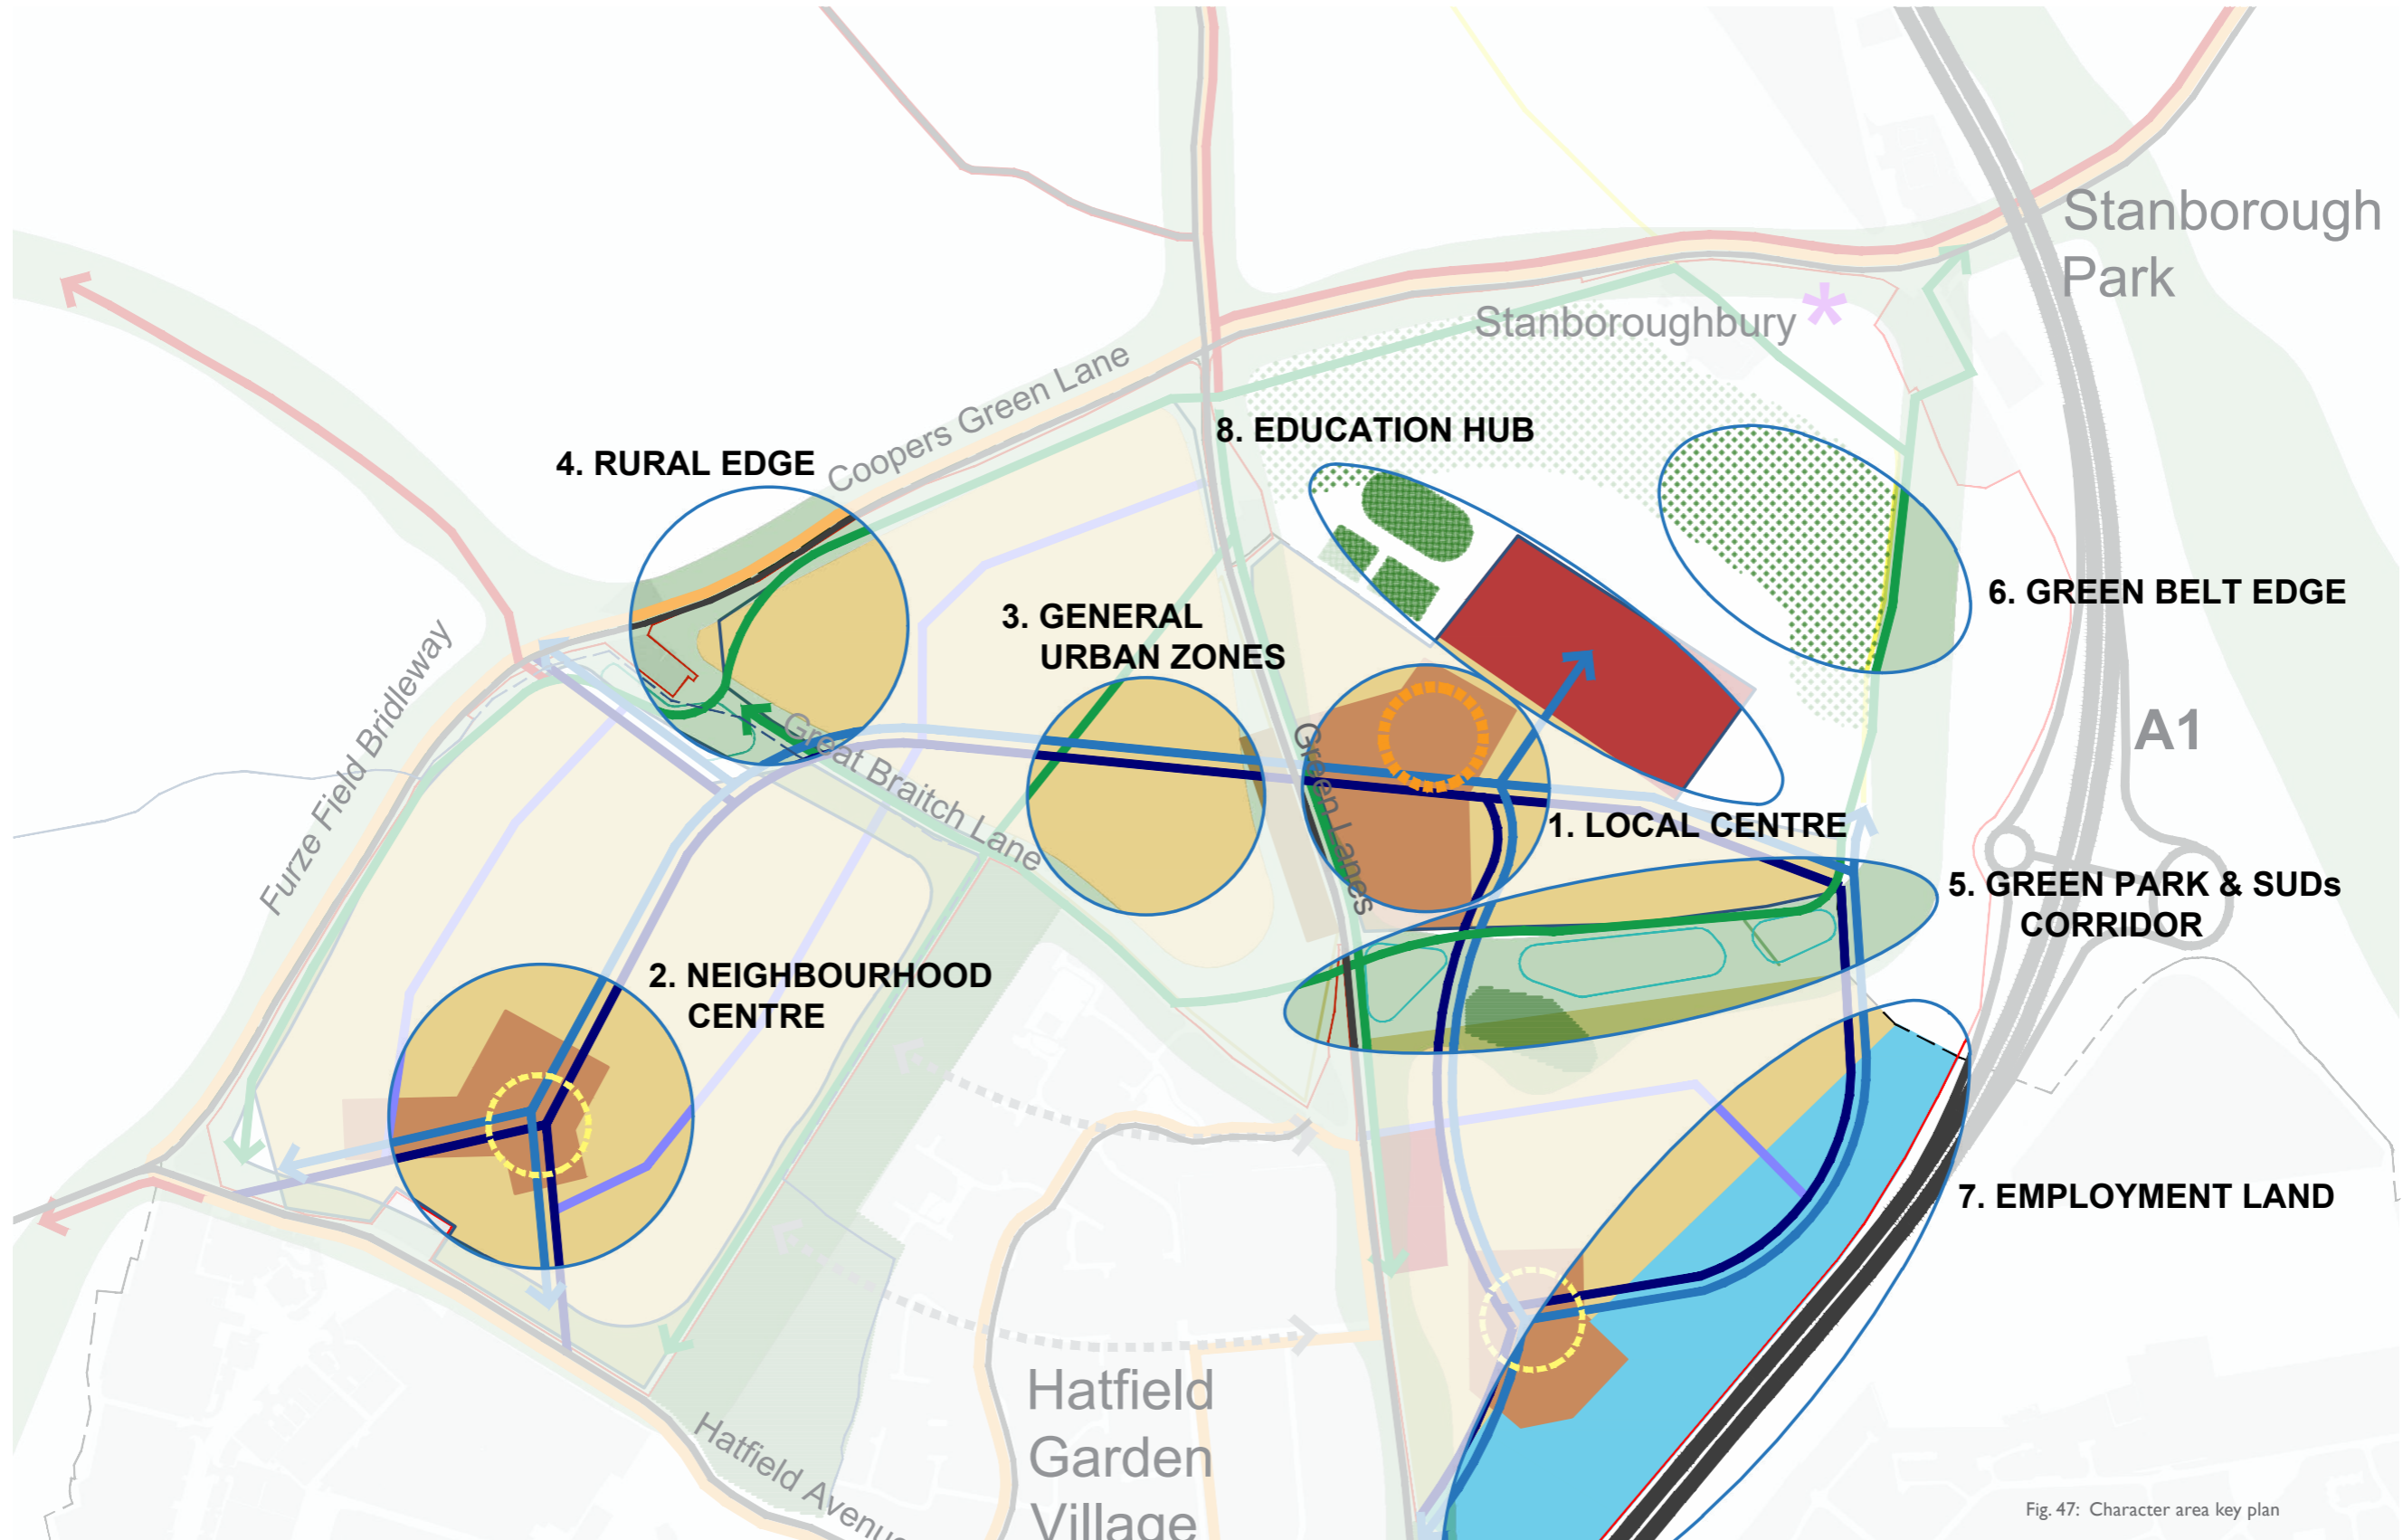 Stanborough
Park
Stanboroughbury
Coopers Green Lane
8. EDUCATION HUB
4. RURAL EDGE
6. GREEN BELT EDGE
3. GENERAL
URBAN ZONES
Furze Field Bridleway
Great Braitch Lane
Green Lanes
A1
1. LOCAL CENTRE
5. GREEN PARK & SUDs
CORRIDOR
2. NEIGHBOURHOOD
CENTRE
7. EMPLOYMENT LAND
Hatfield
Garden
Village
Hatfield Avenue
Fig. 47: Character area key plan